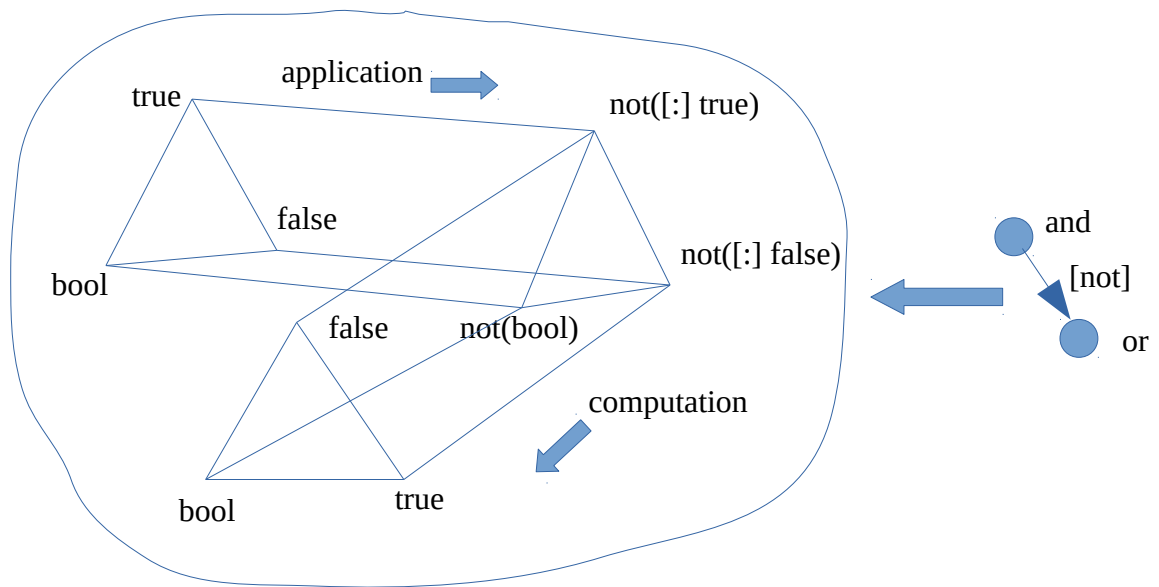 application
true
not([:] true)
false
and
not([:] false)
[not]
bool
false
not(bool)
or
computation
true
bool